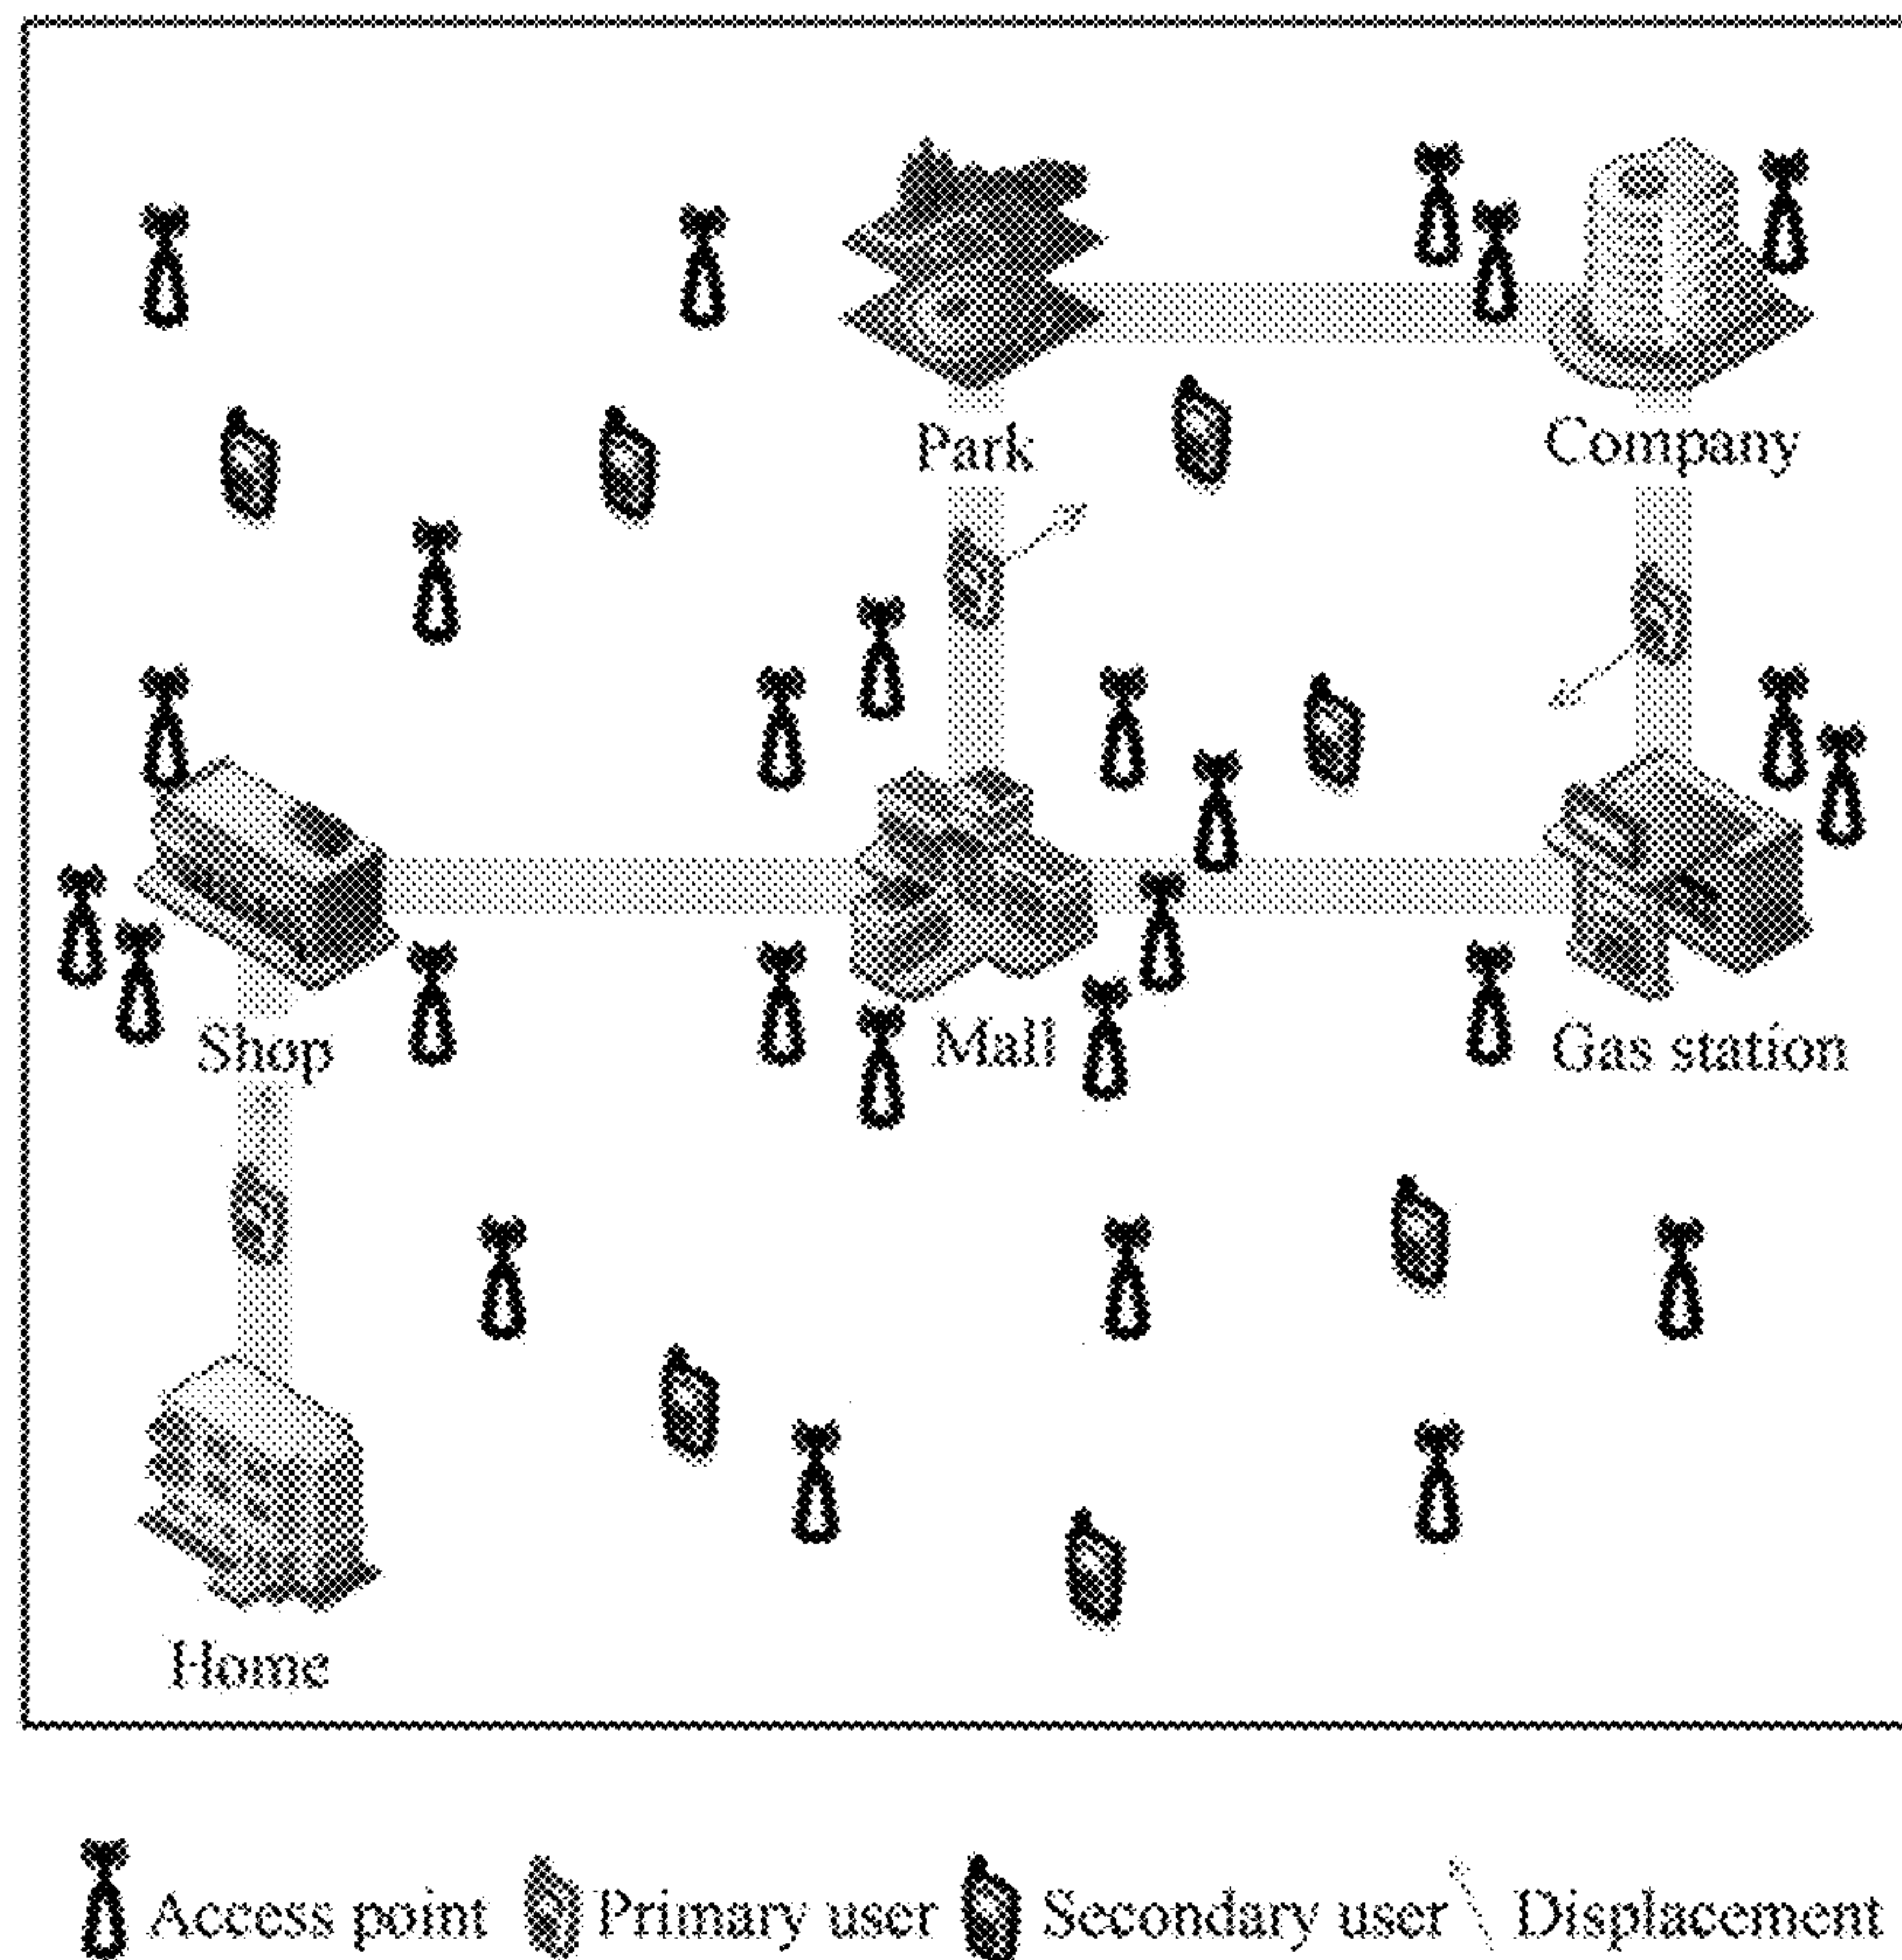 Park
Company
Shop
Mall
Gas station
Home
Access point
Primary user
Secondary user
Displacement